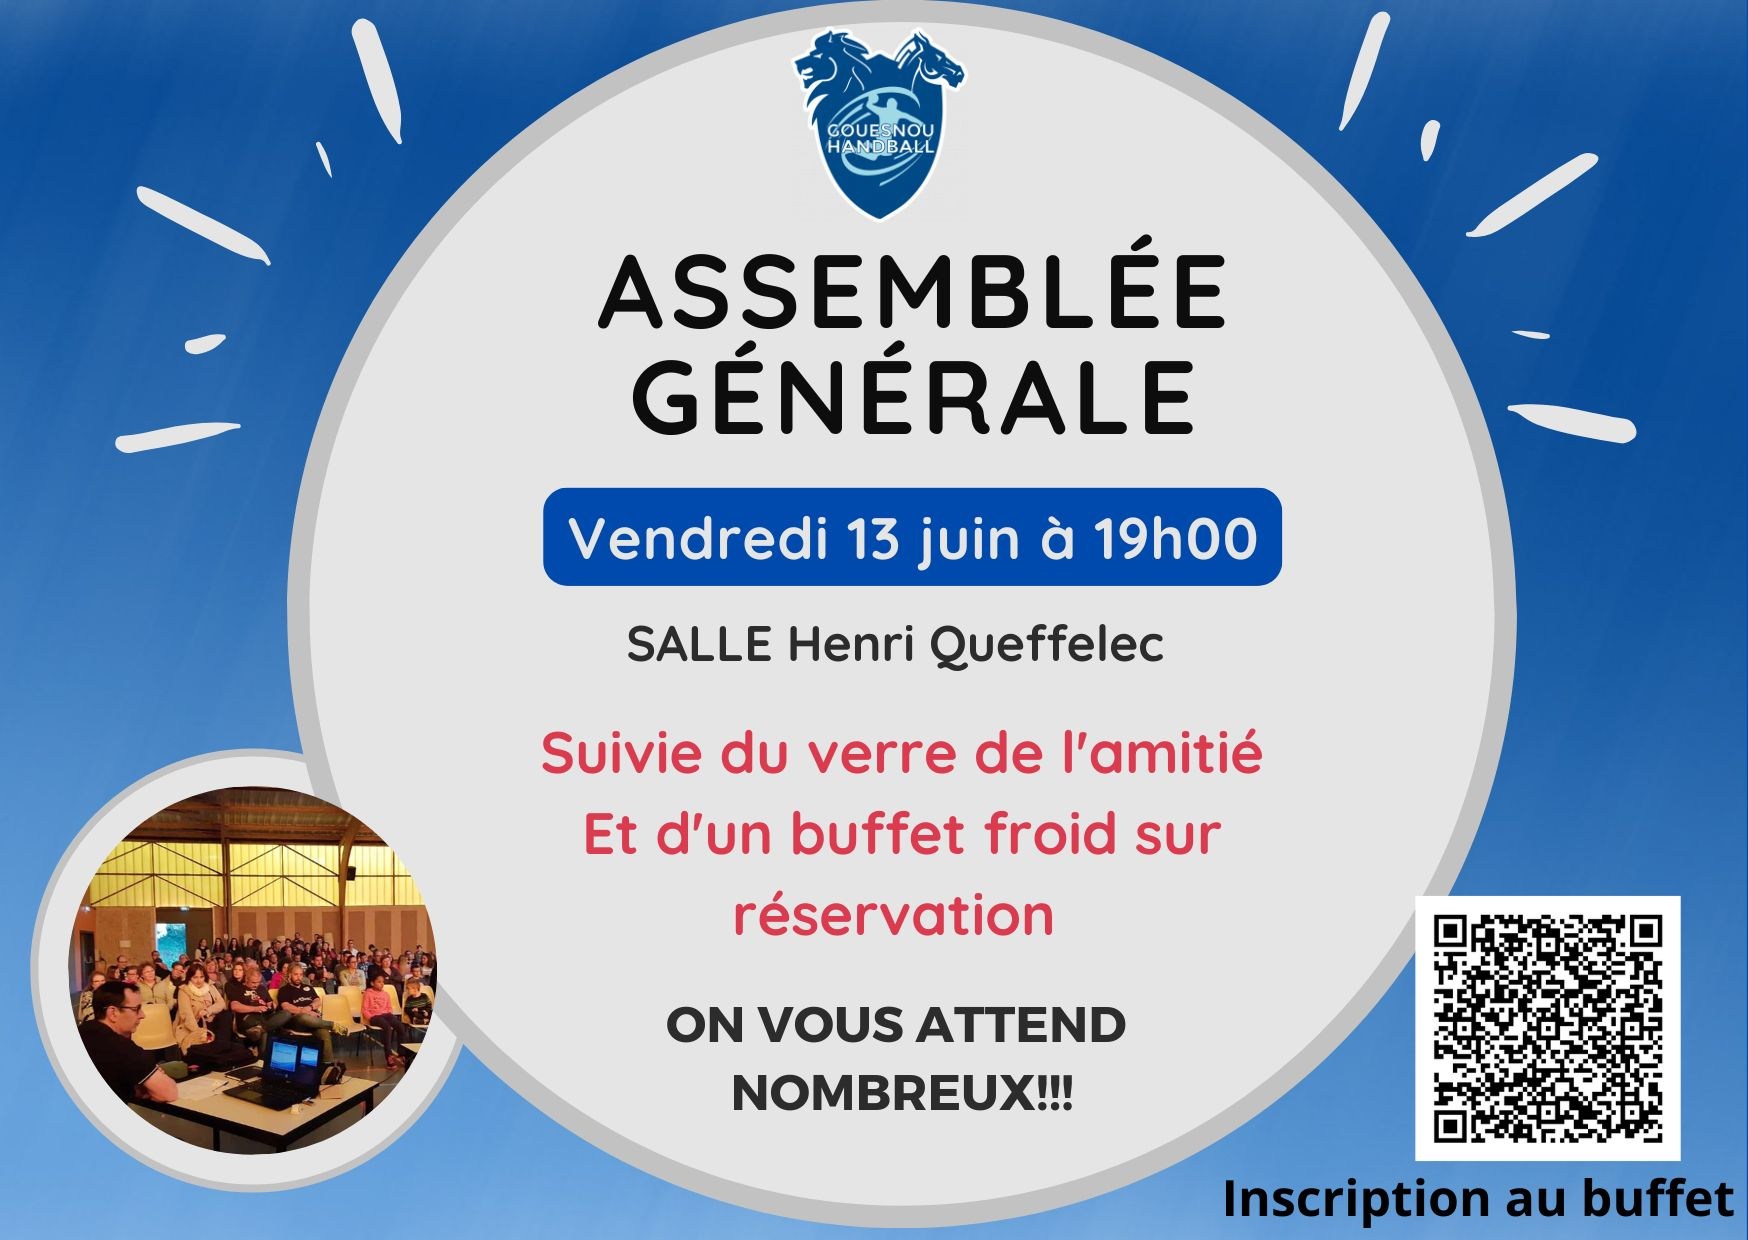 GOUESNOU
HANDBALL
ASSEMBLÉE
GÉNÉRALE
Vendredi 13 juin à 19h00
SALLE Henri Queffelec
Suivie du verre de l'amitié
Et d'un buffet froid sur
réservation
ON VOUS ATTEND
NOMBREUX!!!
Inscription au buffet